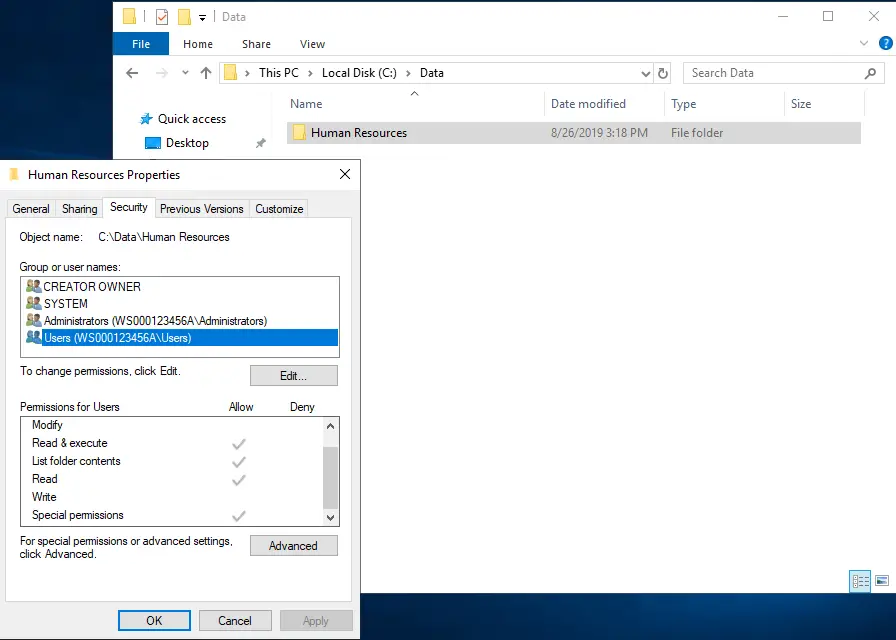 Data
File Home Share View
This PC > Local Disk (C:) > Data
Search Data
Name Date modified Type Size
Quick access
Desktop
Human Resources 8/26/2019 3:18 PM File folder
Human Resources Properties
General Sharing Security Previous Versions Customize
Object name: C:\Data\Human Resources
Group or user names:
CREATOR OWNER
SYSTEM
Administrators (WS000123456A\Administrators)
Users (WS000123456A\Users)
To change permissions, click Edit.
Edit...
Permissions for Users Allow Deny
Modify
Read & execute
List folder contents
Read
Write
Special permissions
For special permissions or advanced settings,
click Advanced.
Advanced
OK Cancel Apply